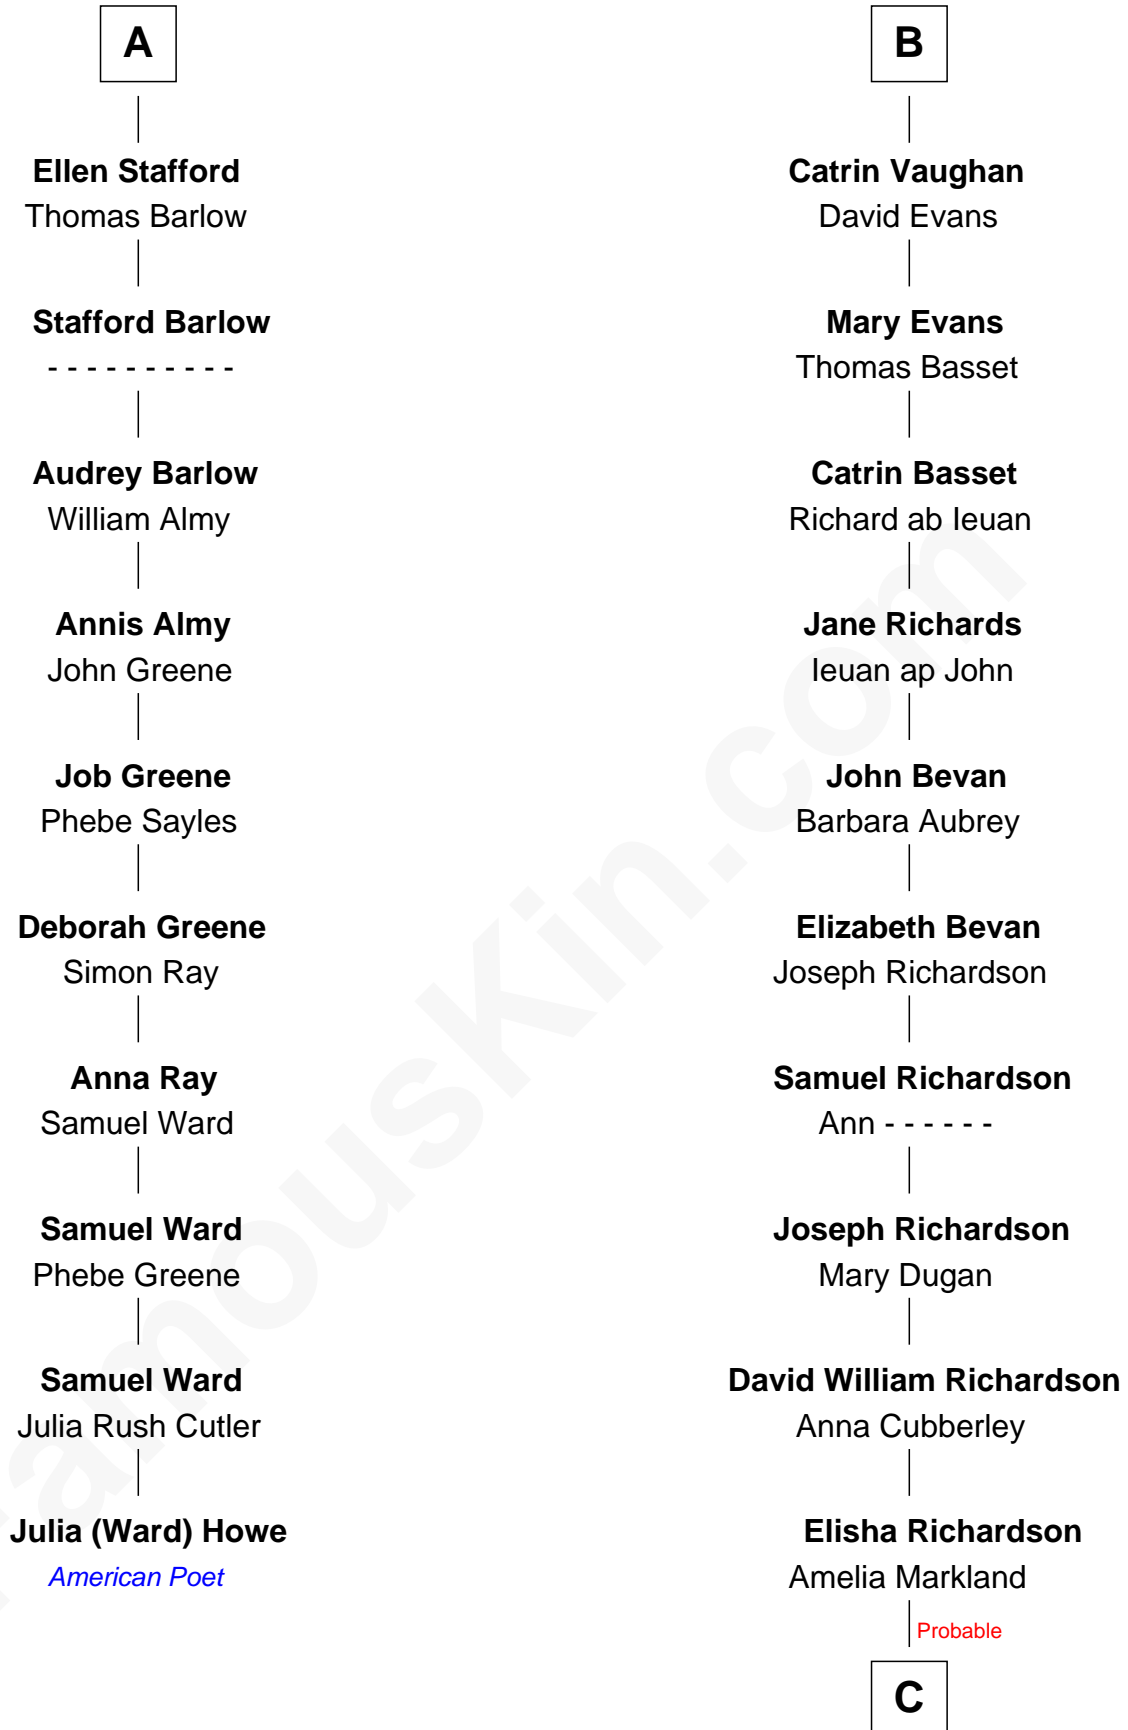 A
Ellen Stafford
Thomas Barlow
Stafford Barlow
- - - - - - - - - -
Audrey Barlow
William Almy
Annis Almy
John Greene
Job Greene
Phebe Sayles
Deborah Greene
Simon Ray
Anna Ray
Samuel Ward
Samuel Ward
Phebe Greene
Samuel Ward
Julia Rush Cutler
Julia (Ward) Howe
American Poet
B
Catrin Vaughan
David Evans
Mary Evans
Thomas Basset
Catrin Basset
Richard ab Ieuan
Jane Richards
Ieuan ap John
John Bevan
Barbara Aubrey
Elizabeth Bevan
Joseph Richardson
Samuel Richardson
Ann - - - - - -
Joseph Richardson
Mary Dugan
David William Richardson
Anna Cubberley
Elisha Richardson
Amelia Markland
Probable
C
FamousKin.com